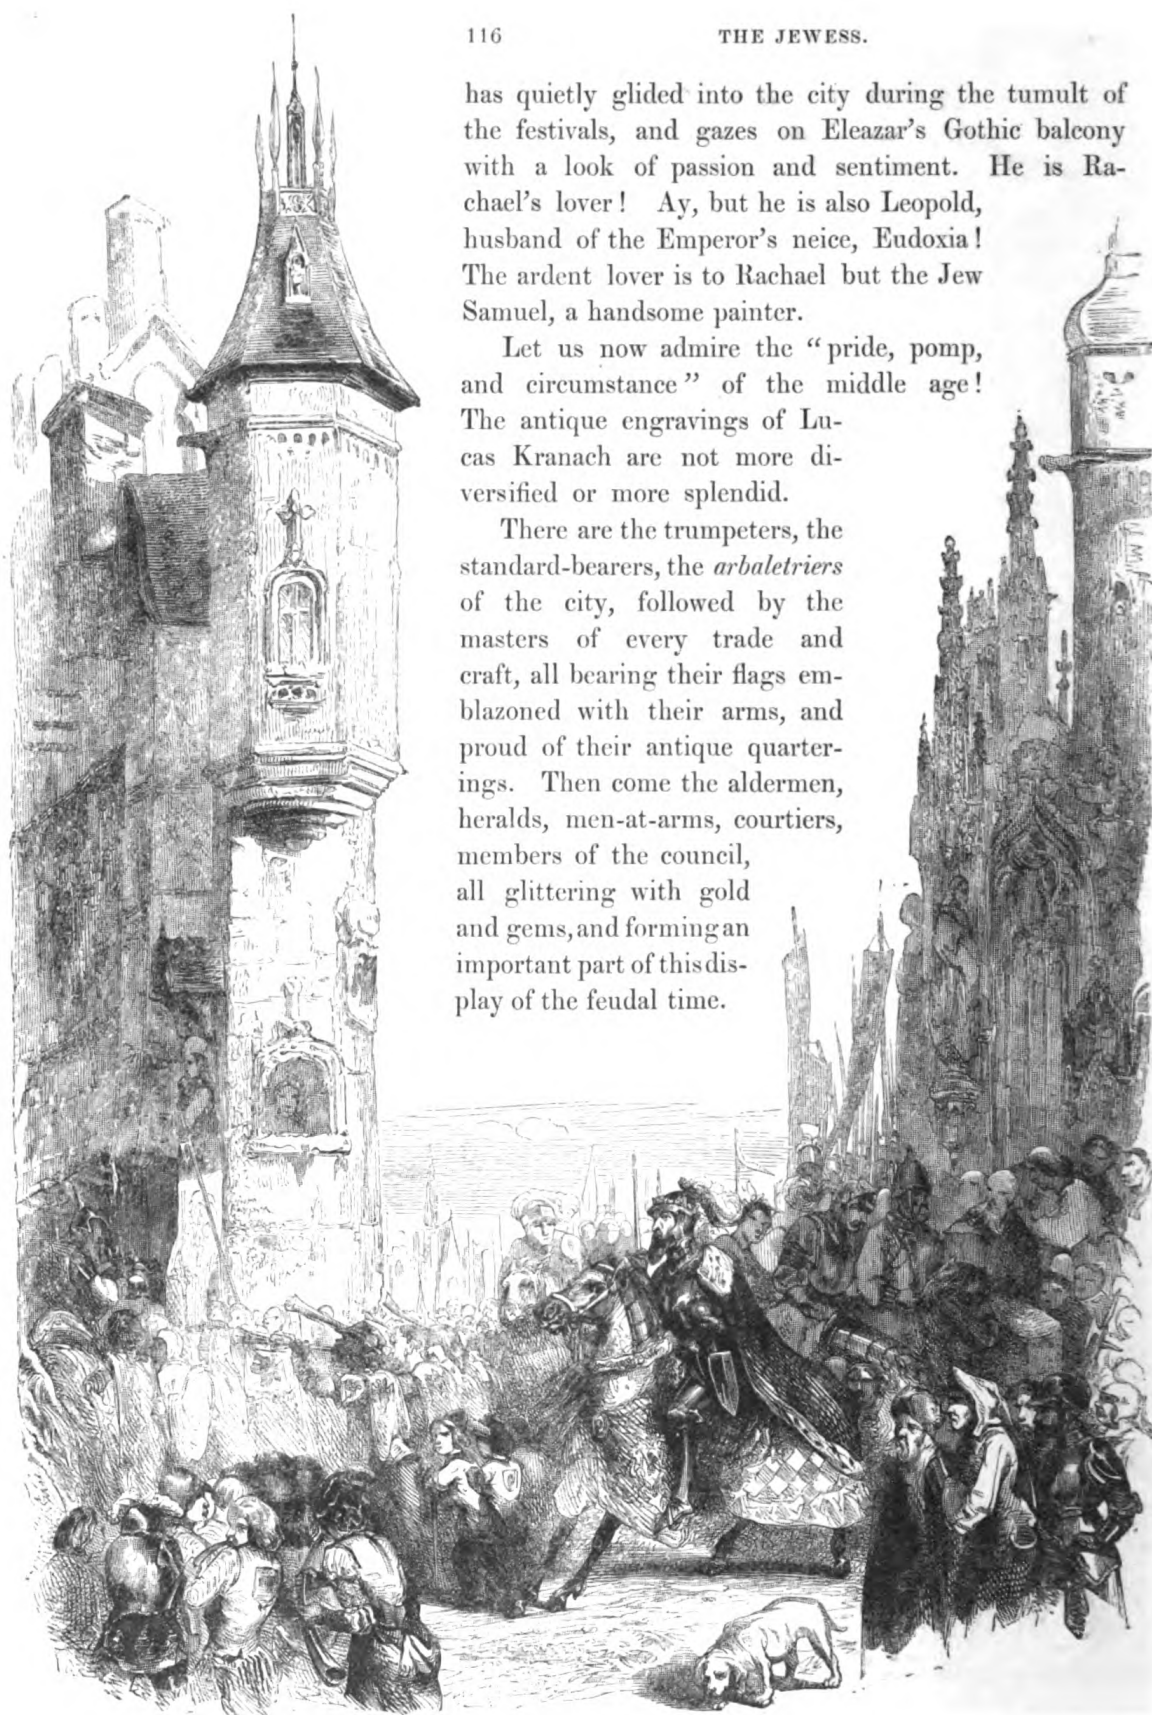 116 THE JEWESS.
has quietly glided into the city during the tumult of
the festivals, and gazes on Eleazar's Gothic balcony
with a look of passion and sentiment. He is Ra-
chael's lover! Ay, but he is also Leopold,
husband of the Emperor's neice, Eudoxia!
The ardent lover is to Rachael but the Jew
Samuel, a handsome painter.
Let us now admire the "pride, pomp,
and circumstance" of the middle age!
The antique engravings of Lu-
cas Kranach are not more di-
versified or more splendid.
There are the trumpeters, the
standard-bearers, the arbaletriers
of the city, followed by the
masters of every trade and
craft, all bearing their flags em-
blazoned with their arms, and
proud of their antique quarter-
ings. Then come the aldermen,
heralds, men-at-arms, courtiers,
members of the council,
all glittering with gold
and gems, and forming an
important part of this dis-
play of the feudal time.